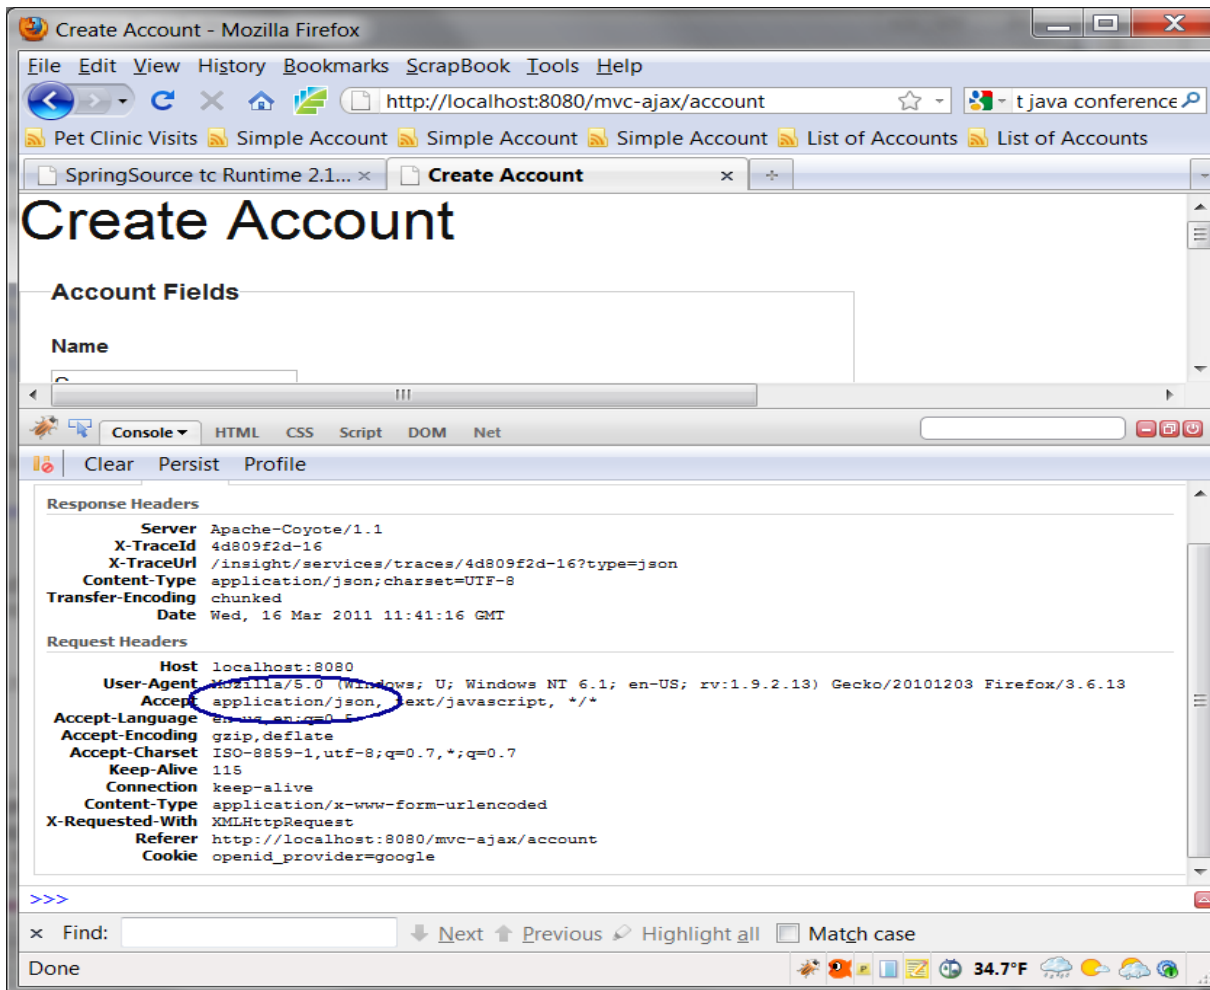 Create Account - Mozilla Firefox
File Edit View History Bookmarks ScrapBook Tools Help
http://localhost:8080/mvc-ajax/account
t java conference
Pet Clinic Visits Simple Account Simple Account Simple Account List of Accounts List of Accounts
SpringSource tc Runtime 2.1... × Create Account ×
Create Account
Account Fields
Name
Console HTML CSS Script DOM Net
Clear Persist Profile
Response Headers
Server Apache-Coyote/1.1
X-TraceId 4d809f2d-16
X-TraceUrl /insight/services/traces/4d809f2d-16?type=json
Content-Type application/json;charset=UTF-8
Transfer-Encoding chunked
Date Wed, 16 Mar 2011 11:41:16 GMT
Request Headers
Host localhost:8080
User-Agent Mozilla/5.0 (Windows; U; Windows NT 6.1; en-US; rv:1.9.2.13) Gecko/20101203 Firefox/3.6.13
Accept application/json, text/javascript, */*
Accept-Language en-us,en;q=0.5
Accept-Encoding gzip,deflate
Accept-Charset ISO-8859-1,utf-8;q=0.7,*;q=0.7
Keep-Alive 115
Connection keep-alive
Content-Type application/x-www-form-urlencoded
X-Requested-With XMLHttpRequest
Referer http://localhost:8080/mvc-ajax/account
Cookie openid_provider=google
>>>
× Find: Next Previous Highlight all Match case
Done 34.7°F